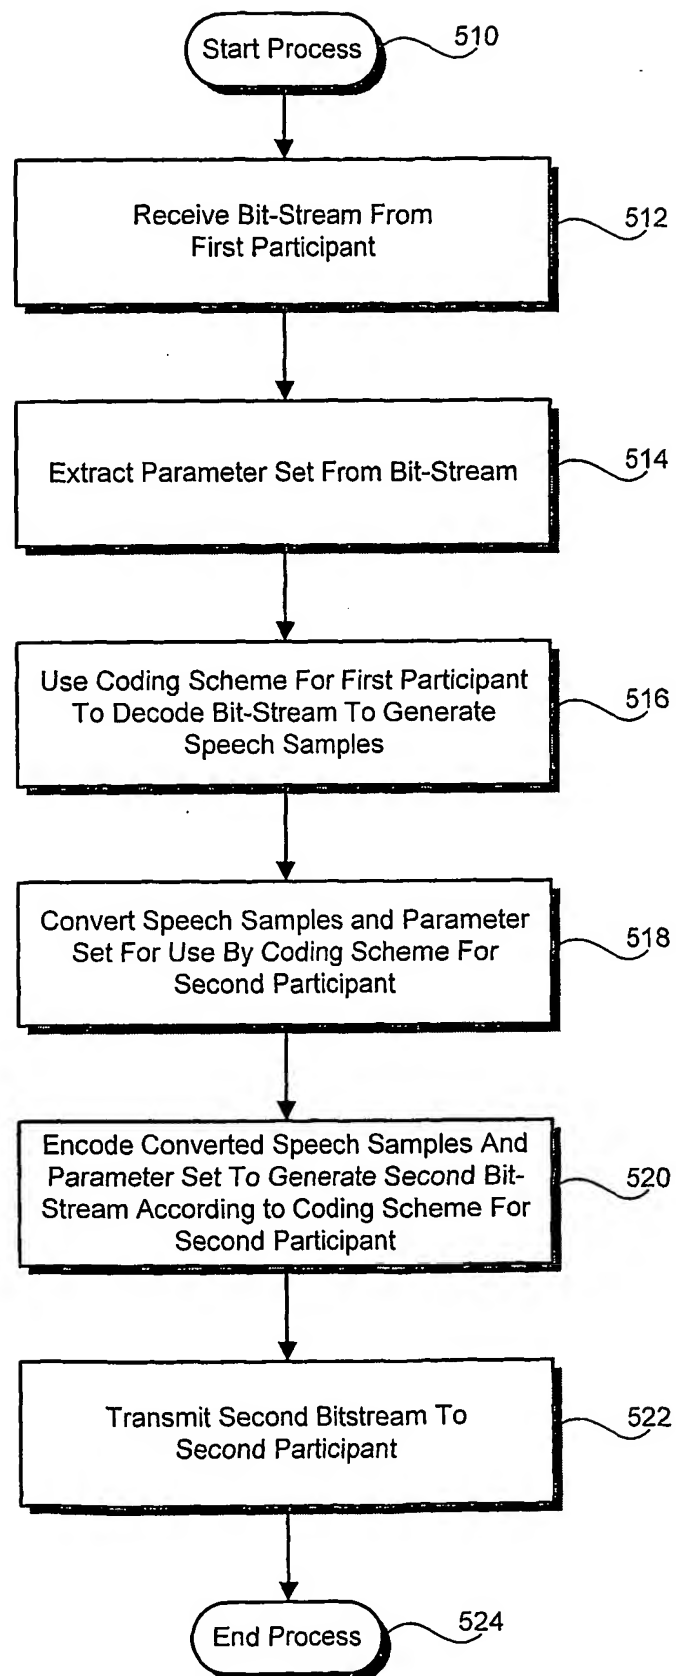 Start Process
510
Receive Bit-Stream From
First Participant
512
Extract Parameter Set From Bit-Stream
514
Use Coding Scheme For First Participant
To Decode Bit-Stream To Generate
Speech Samples
516
Convert Speech Samples and Parameter
Set For Use By Coding Scheme For
Second Participant
518
Encode Converted Speech Samples And
Parameter Set To Generate Second Bit-
Stream According to Coding Scheme For
Second Participant
520
Transmit Second Bitstream To
Second Participant
522
End Process
524